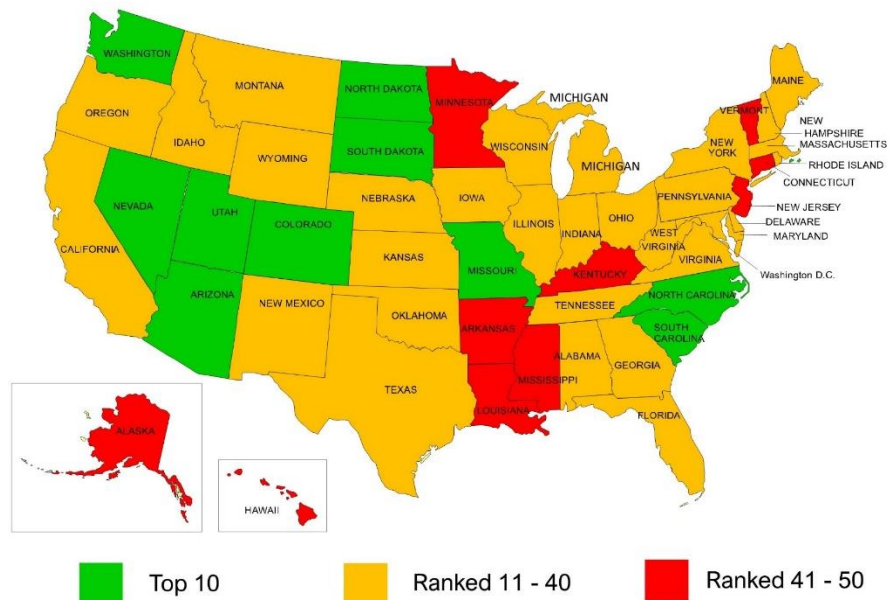 WASHINGTON
MONTANA
NORTH DAKOTA
MINNESOTA
MICHIGAN
MAINE
VERMONT
NEW
HAMPSHIRE
MASSACHUSETTS
OREGON
IDAHO
SOUTH DAKOTA
WISCONSIN
MICHIGAN
NEW
YORK
RHODE ISLAND
CONNECTICUT
WYOMING
NEBRASKA
IOWA
PENNSYLVANIA
NEW JERSEY
NEVADA
UTAH
COLORADO
ILLINOIS
INDIANA
OHIO
WEST
VIRGINIA
DELAWARE
MARYLAND
CALIFORNIA
KANSAS
MISSOURI
KENTUCKY
VIRGINIA
Washington D.C.
ARIZONA
NEW MEXICO
OKLAHOMA
ARKANSAS
TENNESSEE
NORTH CAROLINA
SOUTH
CAROLINA
TEXAS
LOUISIANA
MISSISSIPPI
ALABAMA
GEORGIA
FLORIDA
ALASKA
HAWAII
Top 10
Ranked 11 - 40
Ranked 41 - 50